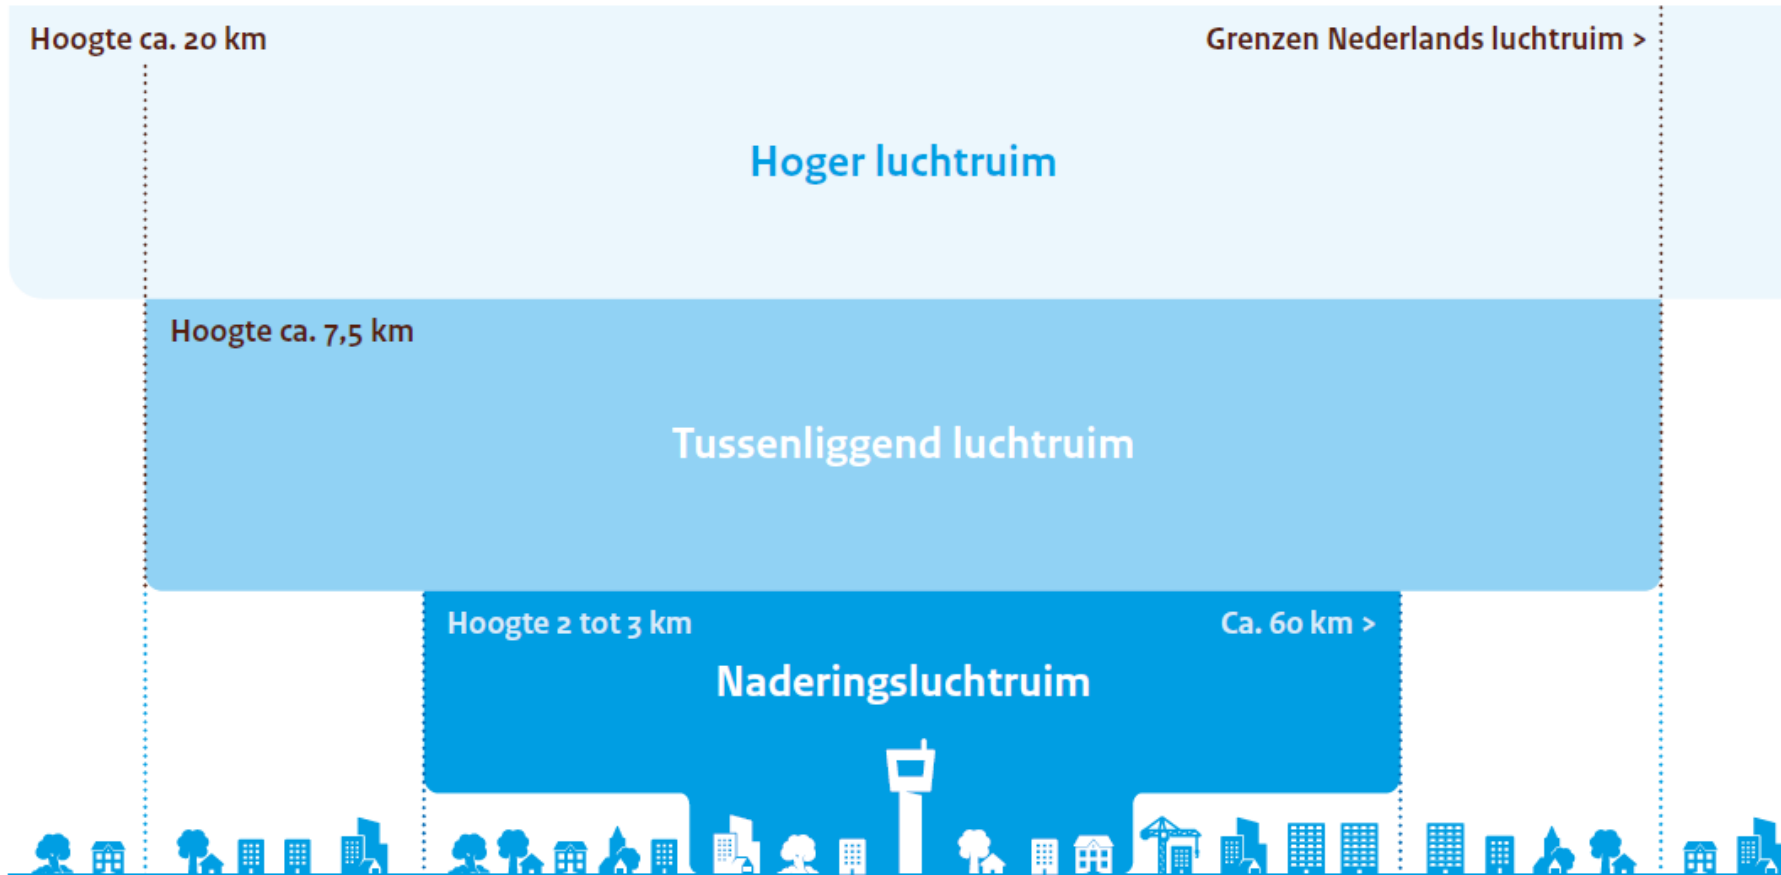 Hoogte ca. 20 km
Grenzen Nederlands luchtruim >
Hoger luchtruim
Hoogte ca. 7,5 km
Tussenliggend luchtruim
Hoogte 2 tot 3 km
Ca. 60 km >
Naderingsluchtruim